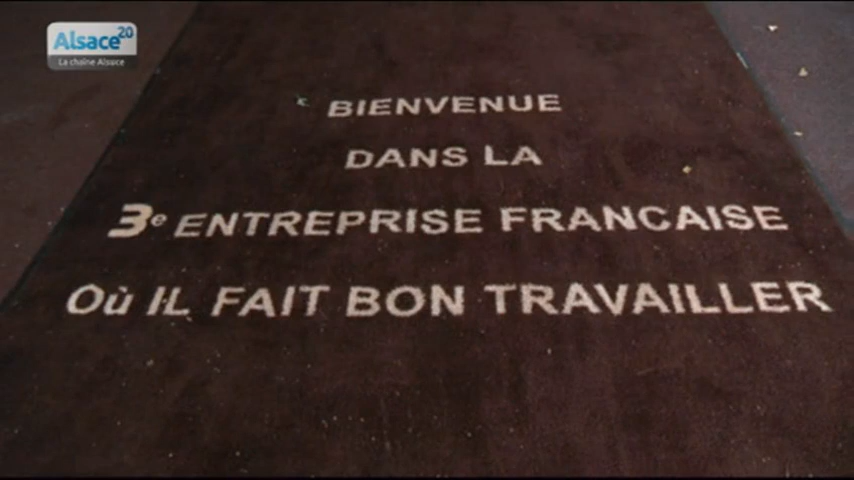 Alsace20
La chaîne Alsace
BIENVENUE
DANS LA
3e ENTREPRISE FRANCAISE
Où IL FAIT BON TRAVAILLER